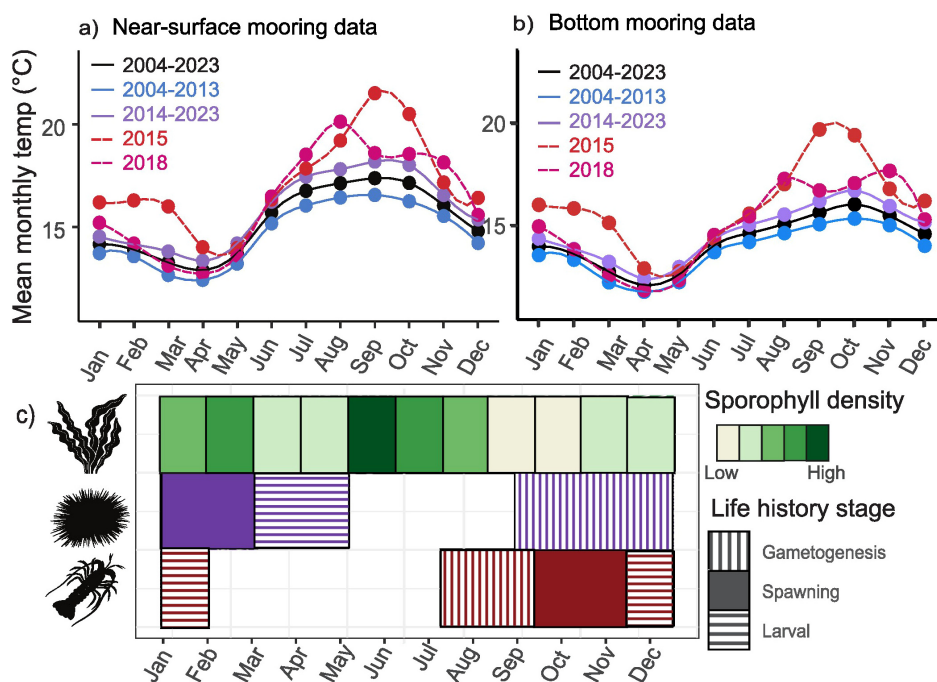 a) Near-surface mooring data
Mean monthly temp (°C)
20
15
2004-2023
2004-2013
2014-2023
2015
2018
Jan Feb Mar Apr May Jun Jul Aug Sep Oct Nov Dec
b) Bottom mooring data
20
15
2004-2023
2004-2013
2014-2023
2015
2018
Jan Feb Mar Apr May Jun Jul Aug Sep Oct Nov Dec
c)
Jan Feb Mar Apr May Jun Jul Aug Sep Oct Nov Dec
Sporophyll density
Low High
Life history stage
Gametogenesis
Spawning
Larval